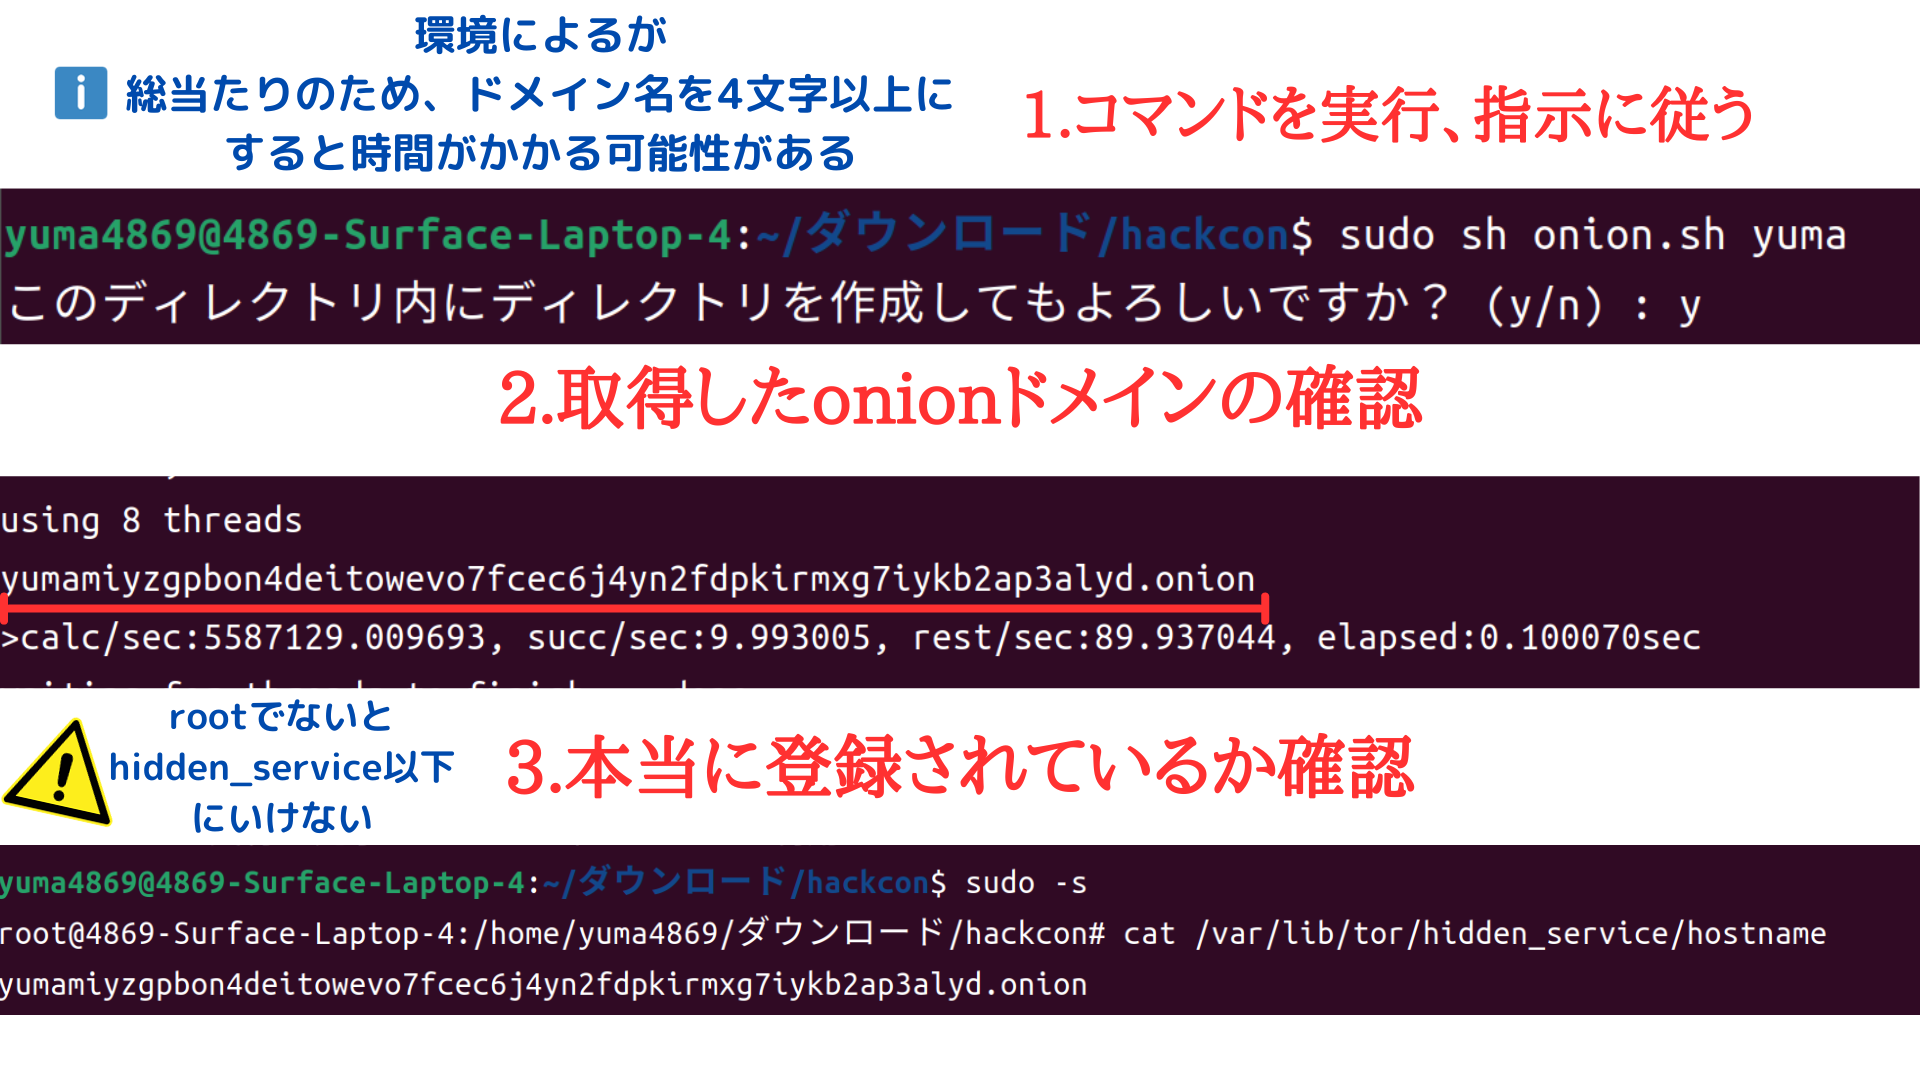 環境によるが
総当たりのため、ドメイン名を4文字以上に
すると時間がかかる可能性がある
1.コマンドを実行、指示に従う
yuma4869@4869-Surface-Laptop-4:~/ダウンロード/hackcon$ sudo sh onion.sh yuma
このディレクトリ内にディレクトリを作成してもよろしいですか？ (y/n) : y
2.取得したonionドメインの確認
using 8 threads
yumamiyzgpbon4deitowevo7fcec6j4yn2fdpkirmxg7iykb2ap3alyd.onion
>calc/sec:5587129.009693, succ/sec:9.993005, rest/sec:89.937044, elapsed:0.100070sec
rootでないと
hidden_service以下
にいけない
3.本当に登録されているか確認
yuma4869@4869-Surface-Laptop-4:~/ダウンロード/hackcon$ sudo -s
root@4869-Surface-Laptop-4:/home/yuma4869/ダウンロード/hackcon# cat /var/lib/tor/hidden_service/hostname
yumamiyzgpbon4deitowevo7fcec6j4yn2fdpkirmxg7iykb2ap3alyd.onion